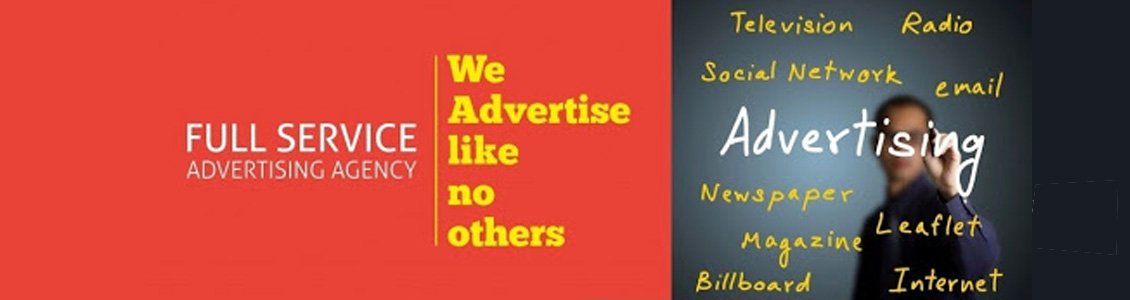 FULL SERVICE
ADVERTISING AGENCY
We
Advertise
like
no
others
Television Radio
Social Network
email
Advertising
Newspaper
Leaflet
Magazine
Billboard Internet